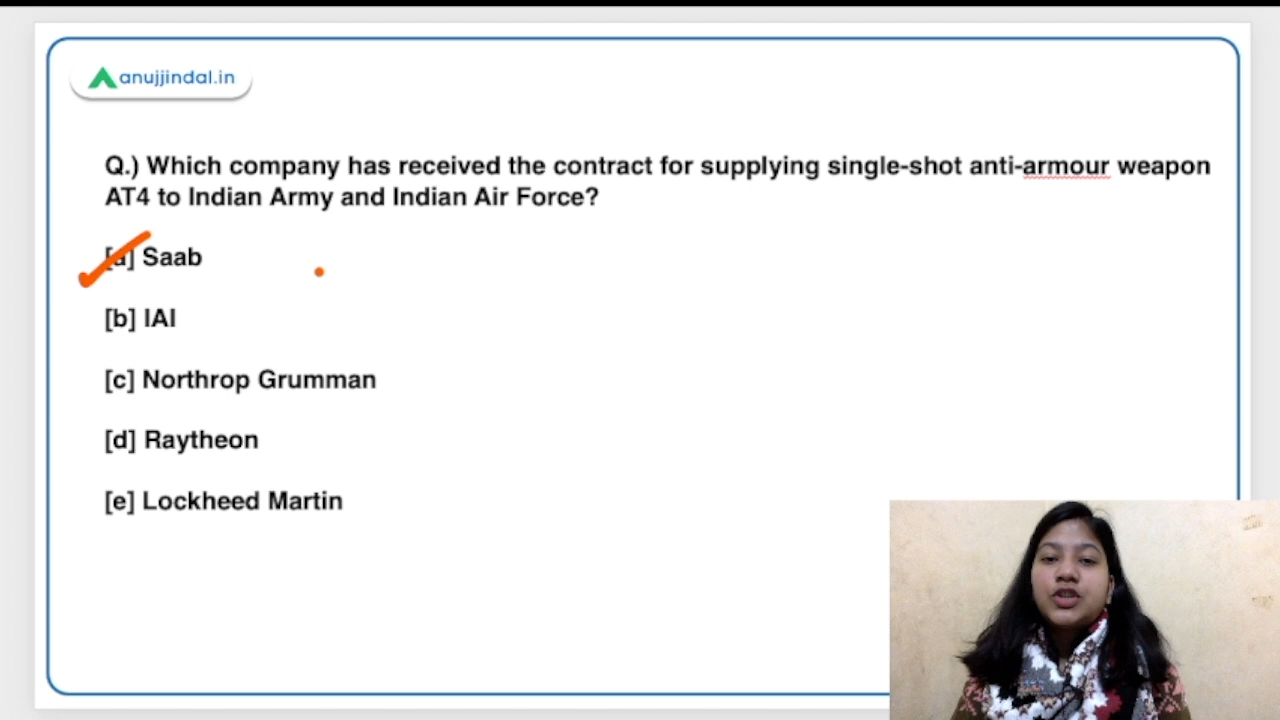 anujjindal.in
Q.) Which company has received the contract for supplying single-shot anti-armour weapon
AT4 to Indian Army and Indian Air Force?
[a] Saab
[b] IAI
[c] Northrop Grumman
[d] Raytheon
[e] Lockheed Martin